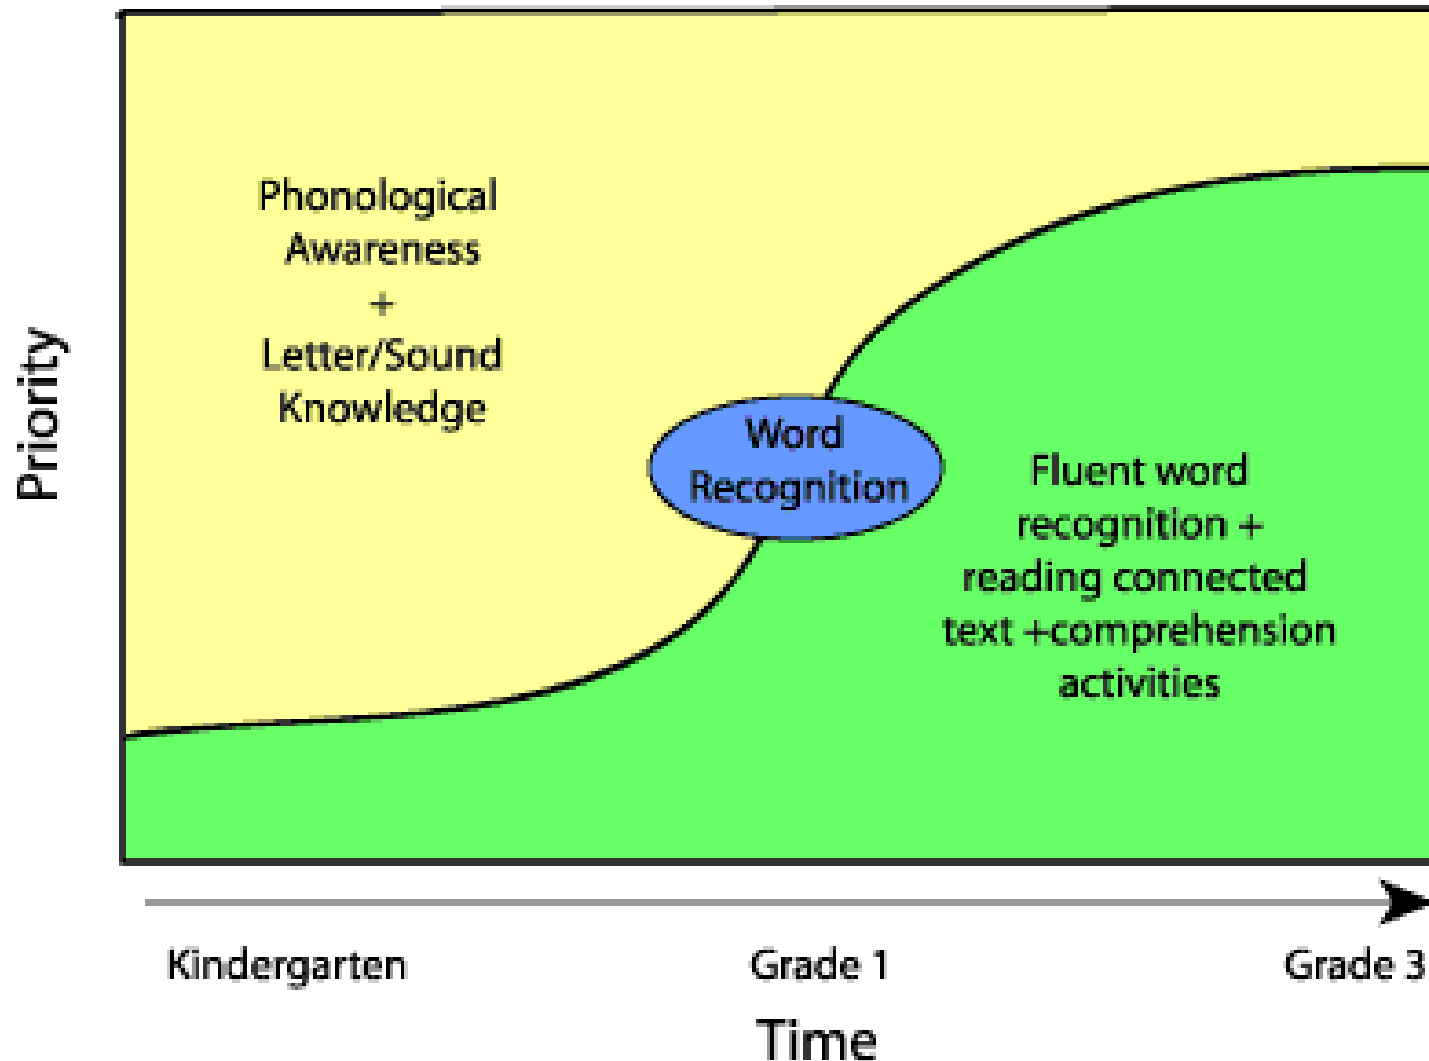 Phonological
Awareness
+
Letter/Sound
Knowledge
Priority
Word
Recognition
Fluent word
recognition +
reading connected
text +comprehension
activities
Kindergarten
Grade 1
Grade 3
Time